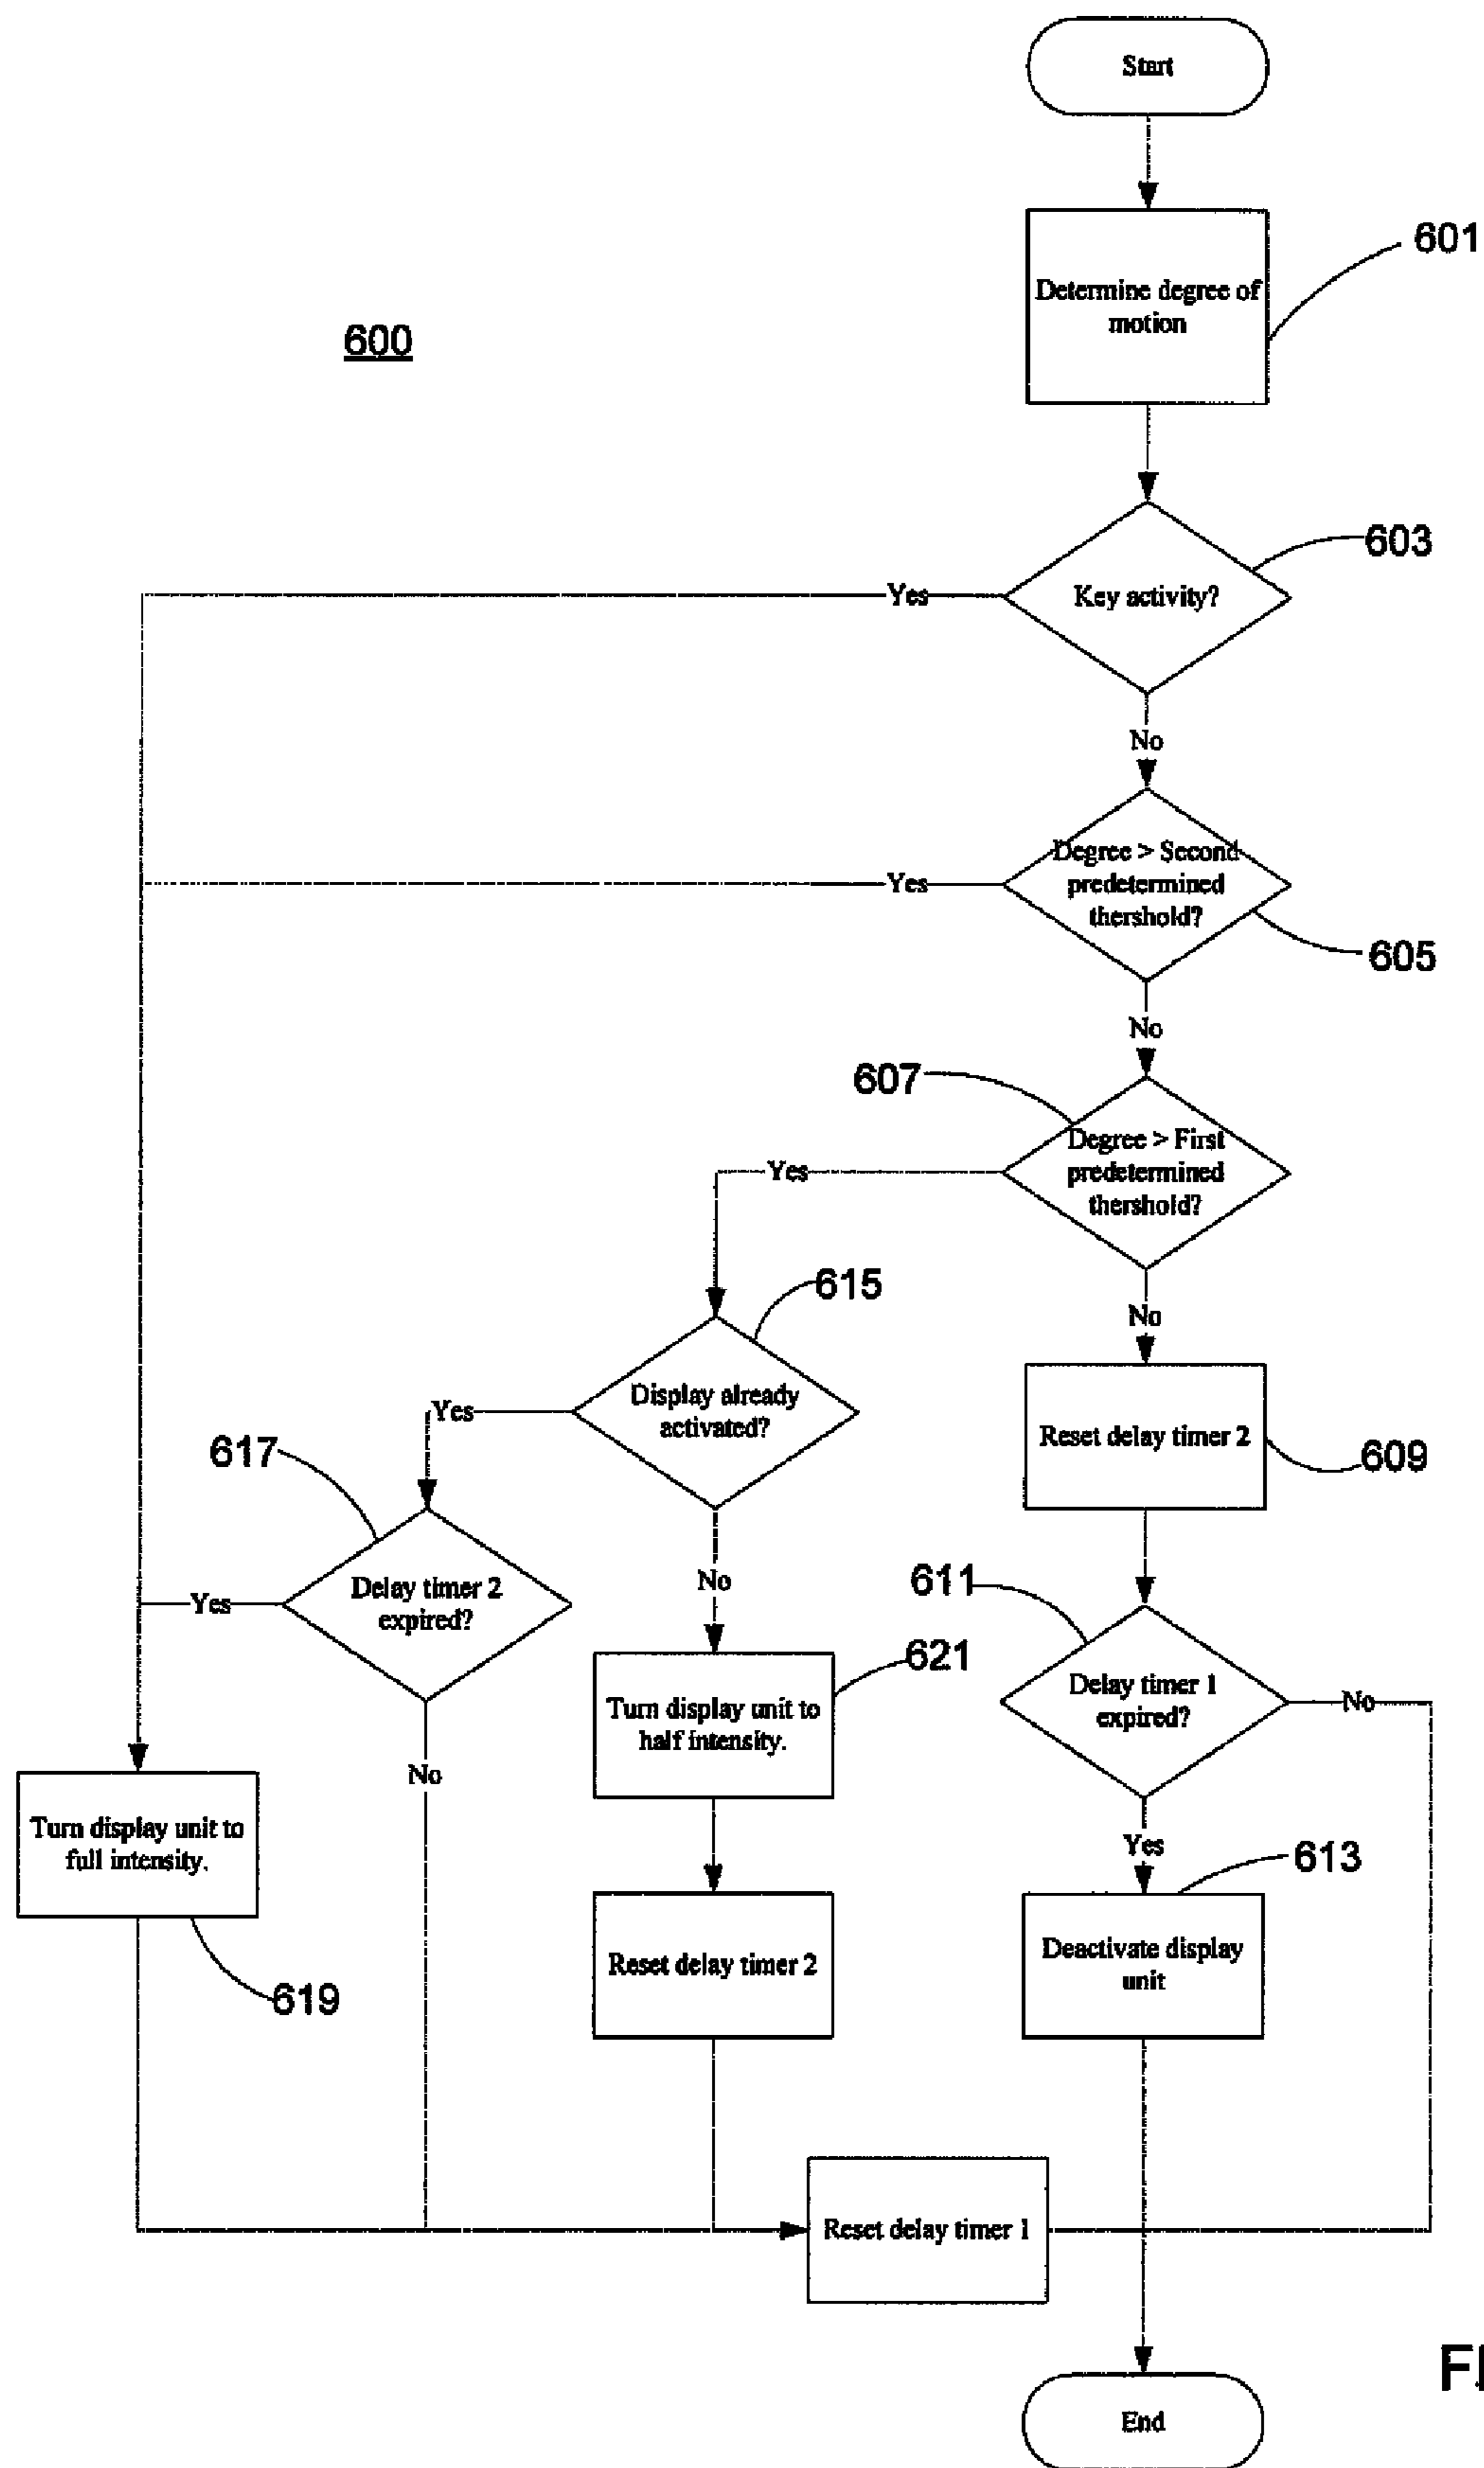 Start
Determine degree of
motion
601
600
Key activity?
603
Yes
No
Degree > Second
predetermined
thershold?
605
Yes
No
607
Degree > First
predetermined
thershold?
Yes
No
615
Display already
activated?
Yes
No
Reset delay timer 2
609
617
Delay timer 2
expired?
Yes
No
621
Turn display unit to
half intensity.
611
Delay timer 1
expired?
No
Yes
Turn display unit to
full intensity.
619
Reset delay timer 2
613
Deactivate display
unit
Reset delay timer 1
End